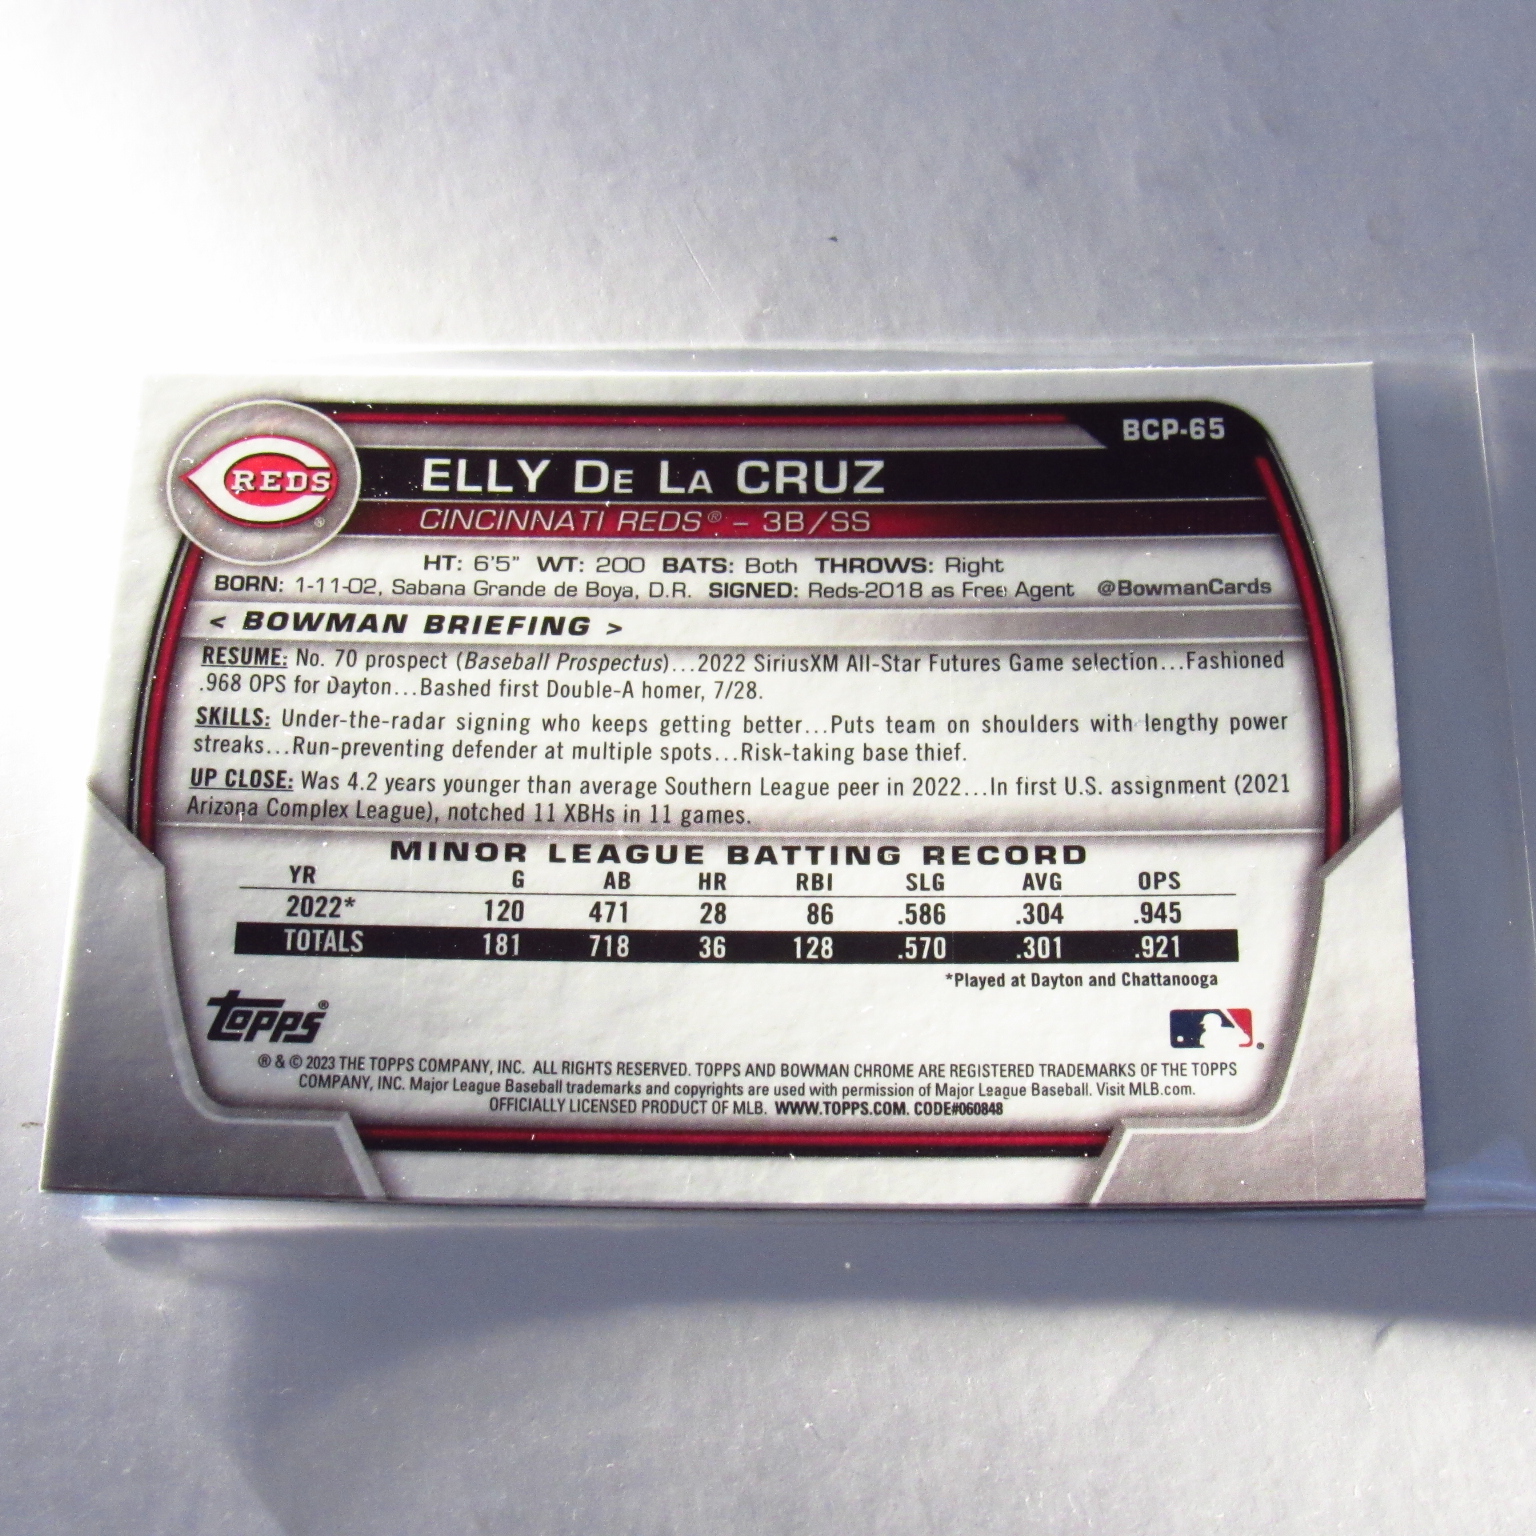 BCP-65
REDS
ELLY De La CRUZ
CINCINNATI REDS® – 3B/SS
HT: 6'5" WT: 200 BATS: Both THROWS: Right
BORN: 1-11-02, Sabana Grande de Boya, D.R. SIGNED: Reds-2018 as Free Agent @BowmanCards
< BOWMAN BRIEFING >
RESUME: No. 70 prospect (Baseball Prospectus)...2022 SiriusXM All-Star Futures Game selection...Fashioned
.968 OPS for Dayton...Bashed first Double-A homer, 7/28.
SKILLS: Under-the-radar signing who keeps getting better...Puts team on shoulders with lengthy power
streaks...Run-preventing defender at multiple spots...Risk-taking base thief.
UP CLOSE: Was 4.2 years younger than average Southern League peer in 2022...In first U.S. assignment (2021
Arizona Complex League), notched 11 XBHs in 11 games.
MINOR LEAGUE BATTING RECORD
YR G AB HR RBI SLG AVG OPS
2022* 120 471 28 86 .586 .304 .945
TOTALS 181 718 36 128 .570 .301 .921
*Played at Dayton and Chattanooga
topps®
® & © 2023 THE TOPPS COMPANY, INC. ALL RIGHTS RESERVED. TOPPS AND BOWMAN CHROME ARE REGISTERED TRADEMARKS OF THE TOPPS
COMPANY, INC. Major League Baseball trademarks and copyrights are used with permission of Major League Baseball. Visit MLB.com.
OFFICIALLY LICENSED PRODUCT OF MLB. WWW.TOPPS.COM. CODE#060848